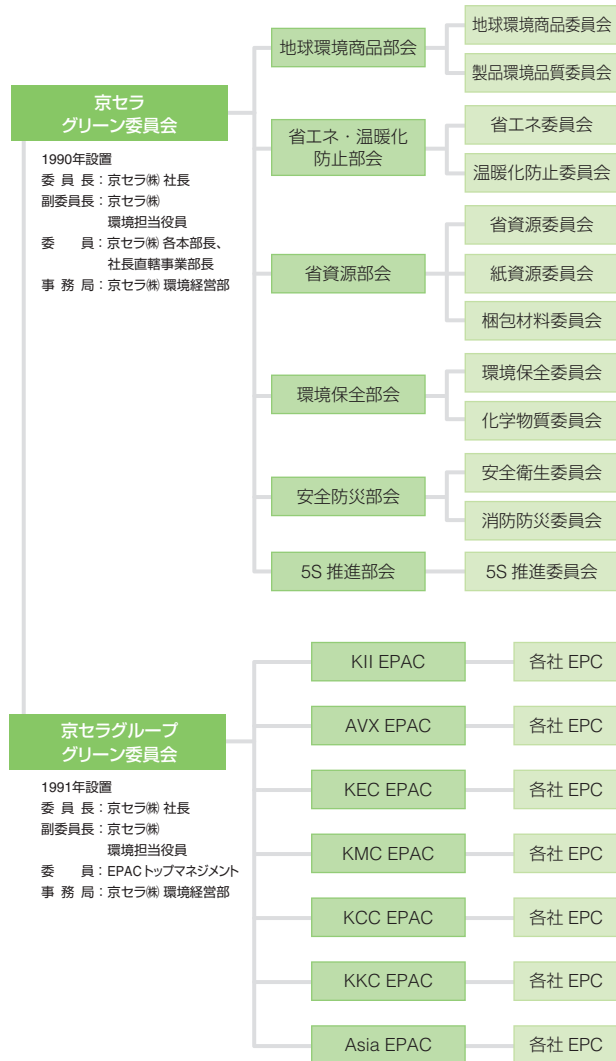 京セラ
グリーン委員会
1990年設置
委員長：京セラ㈱ 社長
副委員長：京セラ㈱
環境担当役員
委　　員：京セラ㈱ 各本部長、
社長直轄事業部長
事務局：京セラ㈱ 環境経営部
地球環境商品部会
地球環境商品委員会
製品環境品質委員会
省エネ・温暖化
防止部会
省エネ委員会
温暖化防止委員会
省資源部会
省資源委員会
紙資源委員会
梱包材料委員会
環境保全部会
環境保全委員会
化学物質委員会
安全防災部会
安全衛生委員会
消防防災委員会
5S 推進部会
5S 推進委員会
京セラグループ
グリーン委員会
1991年設置
委員長：京セラ㈱ 社長
副委員長：京セラ㈱
環境担当役員
委　　員：EPACトップマネジメント
事務局：京セラ㈱ 環境経営部
KII EPAC
各社 EPC
AVX EPAC
各社 EPC
KEC EPAC
各社 EPC
KMC EPAC
各社 EPC
KCC EPAC
各社 EPC
KKC EPAC
各社 EPC
Asia EPAC
各社 EPC